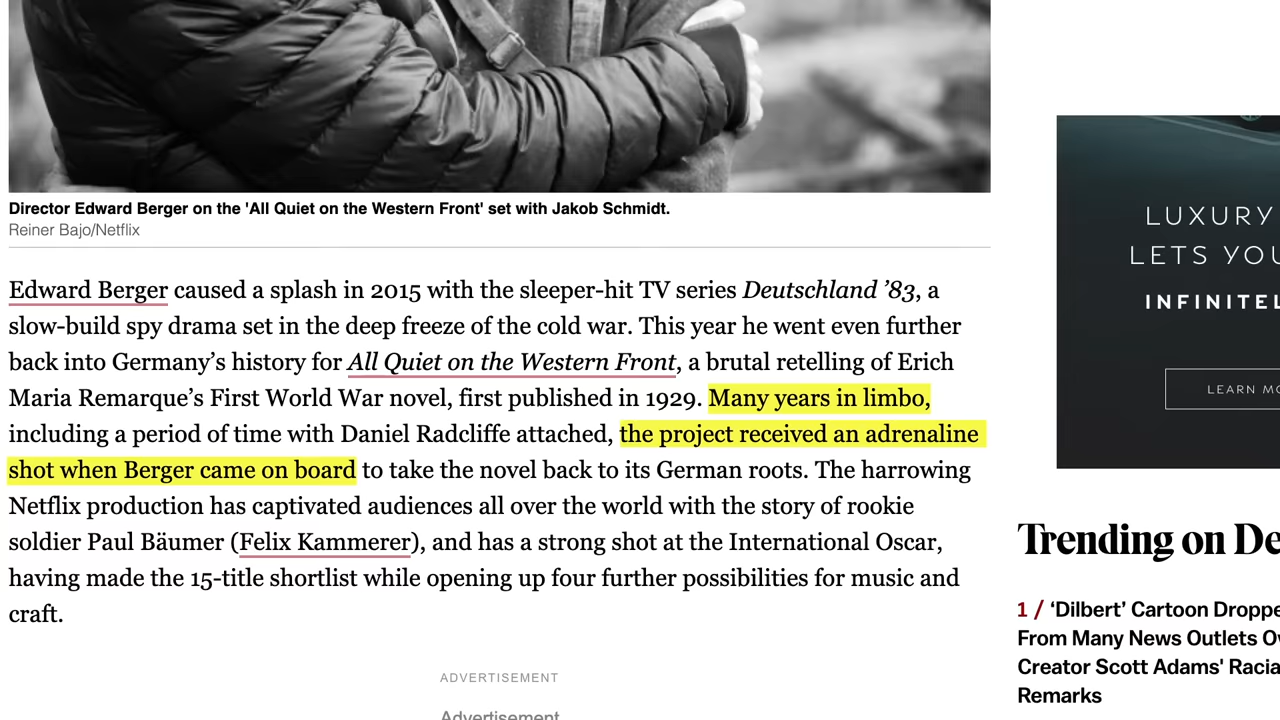 Director Edward Berger on the 'All Quiet on the Western Front' set with Jakob Schmidt.
Reiner Bajo/Netflix
Edward Berger caused a splash in 2015 with the sleeper-hit TV series Deutschland ’83, a
slow-build spy drama set in the deep freeze of the cold war. This year he went even further
back into Germany’s history for All Quiet on the Western Front, a brutal retelling of Erich
Maria Remarque’s First World War novel, first published in 1929. Many years in limbo,
including a period of time with Daniel Radcliffe attached, the project received an adrenaline
shot when Berger came on board to take the novel back to its German roots. The harrowing
Netflix production has captivated audiences all over the world with the story of rookie
soldier Paul Bäumer (Felix Kammerer), and has a strong shot at the International Oscar,
having made the 15-title shortlist while opening up four further possibilities for music and
craft.
ADVERTISEMENT
Advertisement
LUXURY
LETS YOU
INFINITEL
LEARN MO
Trending on De
1 / ‘Dilbert’ Cartoon Droppe
From Many News Outlets Ov
Creator Scott Adams' Racia
Remarks